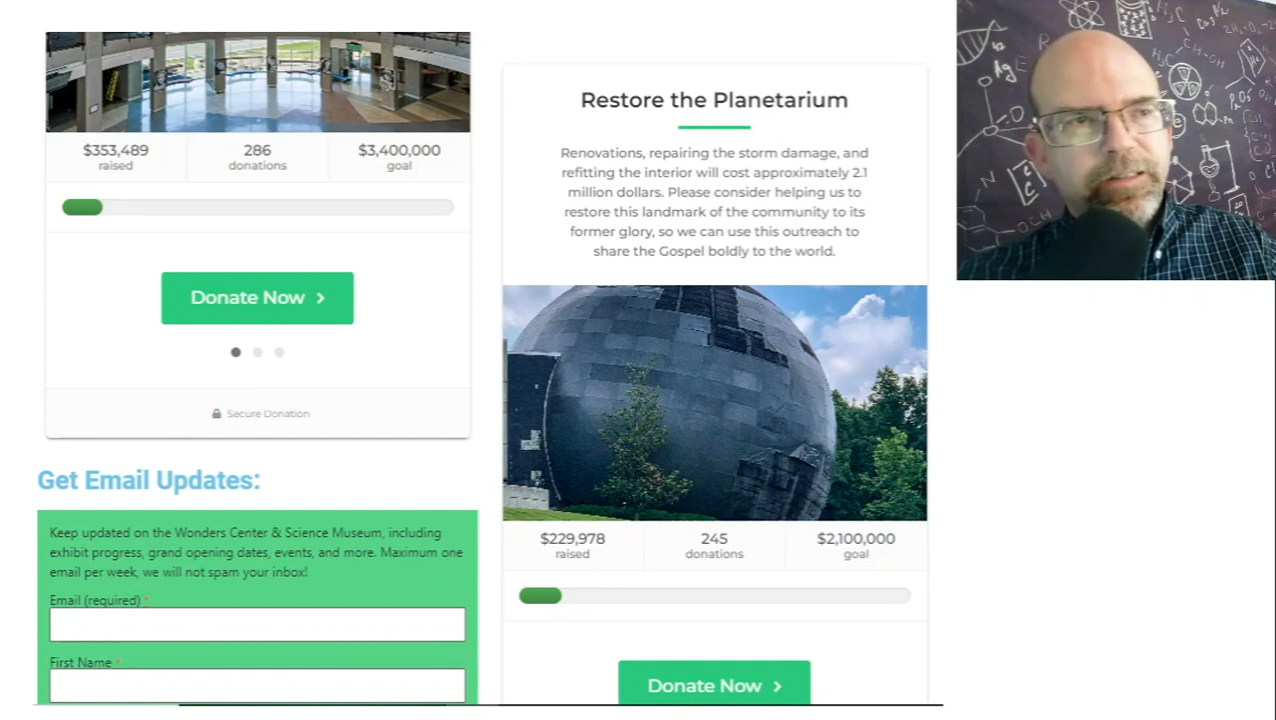 $353,489
raised
286
donations
$3,400,000
goal
Donate Now
Secure Donation
Get Email Updates:
Keep updated on the Wonders Center & Science Museum, including
exhibit progress, grand opening dates, events, and more. Maximum one
email per week, we will not spam your inbox!
Email (required) *
First Name *
Restore the Planetarium
Renovations, repairing the storm damage, and
refitting the interior will cost approximately 2.1
million dollars. Please consider helping us to
restore this landmark of the community to its
former glory, so we can use this outreach to
share the Gospel boldly to the world.
$229,978
raised
245
donations
$2,100,000
goal
Donate Now
Ag
N